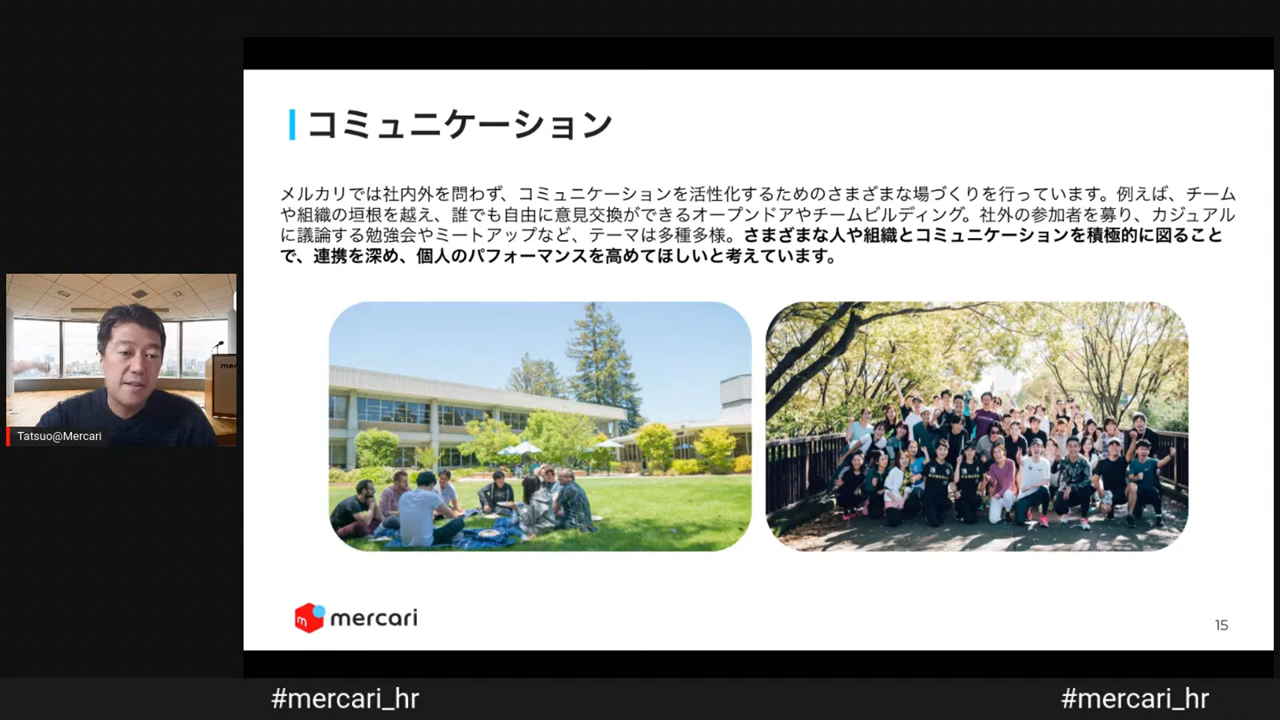 コミュニケーション
メルカリでは社内外を問わず、コミュニケーションを活性化するためのさまざまな場づくりを行っています。例えば、チーム
や組織の垣根を越え、誰でも自由に意見交換ができるオープンドアやチームビルディング。社外の参加者を募り、カジュアル
に議論する勉強会やミートアップなど、テーマは多種多様。さまざまな人や組織とコミュニケーションを積極的に図ること
で、連携を深め、個人のパフォーマンスを高めてほしいと考えています。
mer
Tatsuo@Mercari
m mercari
15
#mercari_hr
#mercari_hr